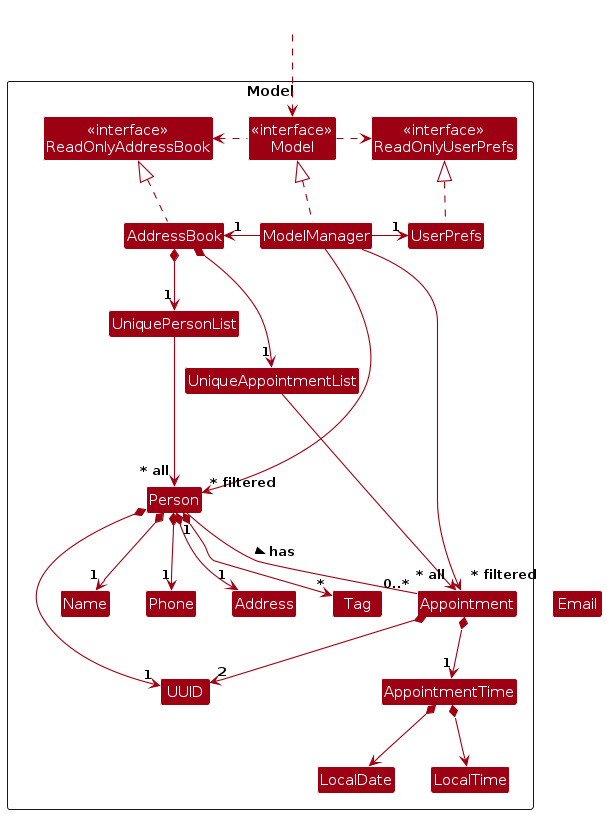 Model
«interface»
ReadOnlyAddressBook
«interface»
Model
«interface»
ReadOnlyUserPrefs
AddressBook
1
ModelManager
1
UserPrefs
1
UniquePersonList
1
UniqueAppointmentList
* all
* filtered
Person
1
has
1
1
1
*
0..*
* all
* filtered
Name
Phone
Address
Tag
Appointment
Email
1
2
1
UUID
AppointmentTime
LocalDate
LocalTime